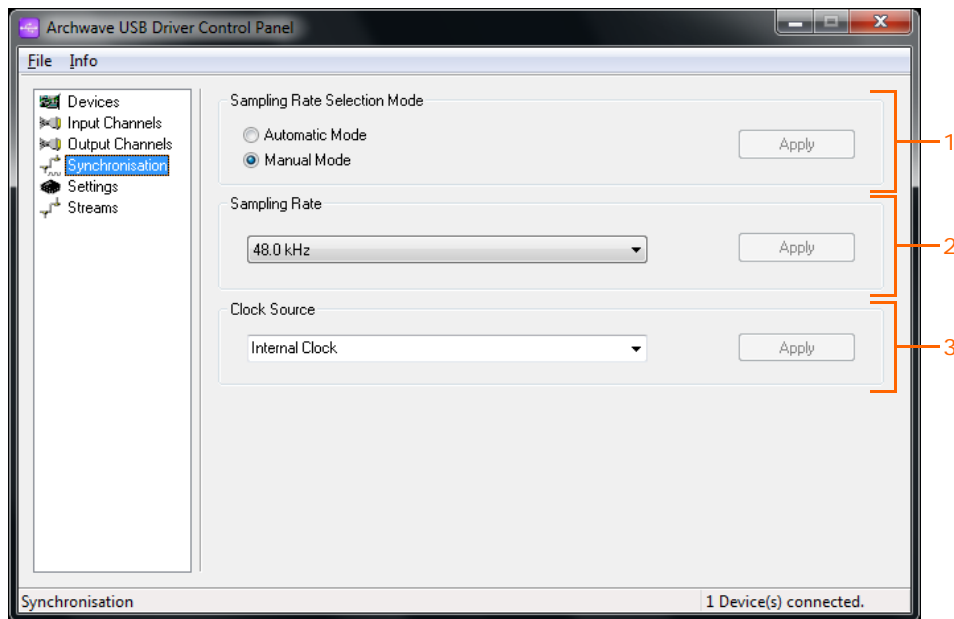 Archwave USB Driver Control Panel
File Info
Devices
Input Channels
Output Channels
Synchronisation
Settings
Streams
Sampling Rate Selection Mode
Automatic Mode
Manual Mode
Apply
1
Sampling Rate
48.0 kHz
Apply
2
Clock Source
Internal Clock
Apply
3
Synchronisation
1 Device(s) connected.